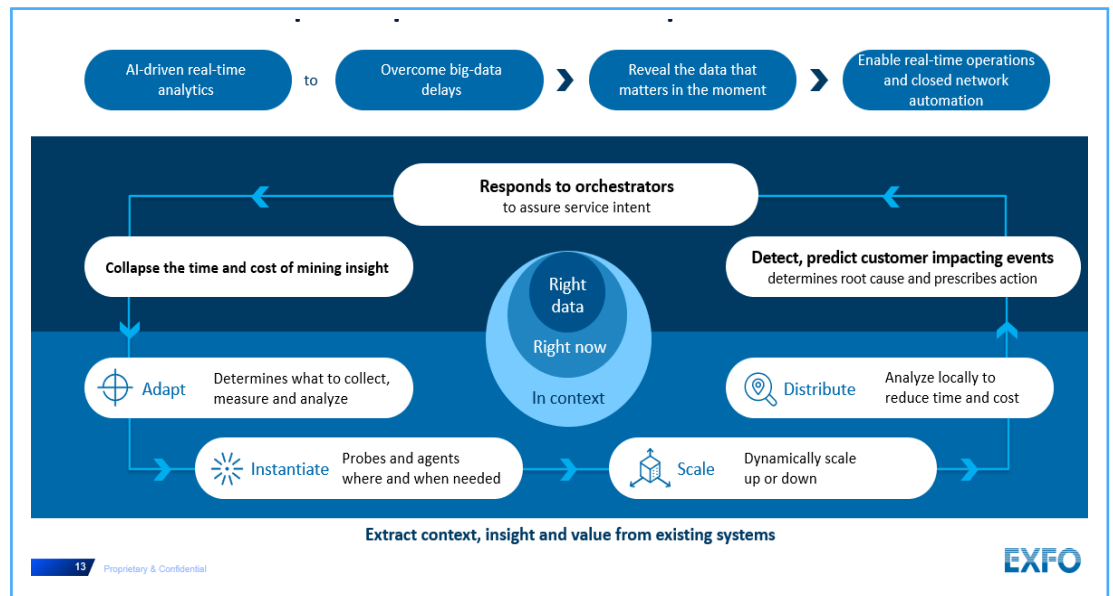 AI-driven real-time
analytics
to
Overcome big-data
delays
Reveal the data that
matters in the moment
Enable real-time operations
and closed network
automation
Responds to orchestrators
to assure service intent
Collapse the time and cost of mining insight
Detect, predict customer impacting events
determines root cause and prescribes action
Right
data
Right now
In context
Adapt
Determines what to collect,
measure and analyze
Distribute
Analyze locally to
reduce time and cost
Instantiate
Probes and agents
where and when needed
Scale
Dynamically scale
up or down
Extract context, insight and value from existing systems
13
Proprietary & Confidential
EXFO